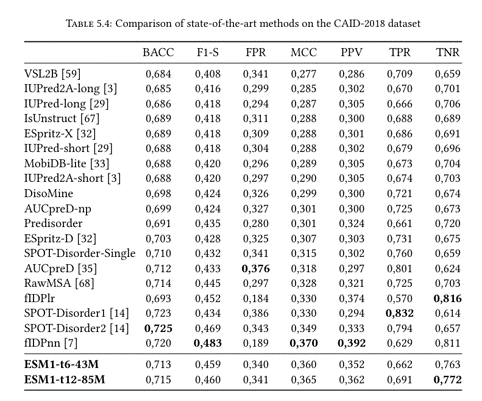 TABLE 5.4: Comparison of state-of-the-art methods on the CAID-2018 dataset
BACC F1-S FPR MCC PPV TPR TNR
VSL2B [59] 0,684 0,408 0,341 0,277 0,286 0,709 0,659
IUPred2A-long [3] 0,685 0,416 0,299 0,285 0,302 0,670 0,701
IUPred-long [29] 0,686 0,418 0,294 0,287 0,305 0,666 0,706
IsUnstruct [67] 0,689 0,418 0,311 0,288 0,300 0,688 0,689
ESpritz-X [32] 0,689 0,418 0,309 0,288 0,301 0,686 0,691
IUPred-short [29] 0,688 0,418 0,304 0,288 0,302 0,679 0,696
MobiDB-lite [33] 0,688 0,420 0,296 0,289 0,305 0,673 0,704
IUPred2A-short [3] 0,688 0,420 0,297 0,290 0,305 0,674 0,703
DisoMine 0,698 0,424 0,326 0,299 0,300 0,721 0,674
AUCpreD-np 0,699 0,424 0,327 0,301 0,300 0,725 0,673
Predisorder 0,691 0,435 0,280 0,301 0,324 0,661 0,720
ESpritz-D [32] 0,703 0,428 0,325 0,307 0,303 0,731 0,675
SPOT-Disorder-Single 0,710 0,432 0,341 0,315 0,302 0,760 0,659
AUCpreD [35] 0,712 0,433 0,376 0,318 0,297 0,801 0,624
RawMSA [68] 0,714 0,445 0,297 0,328 0,321 0,725 0,703
fIDPlr 0,693 0,452 0,184 0,330 0,374 0,570 0,816
SPOT-Disorder1 [14] 0,723 0,434 0,386 0,330 0,294 0,832 0,614
SPOT-Disorder2 [14] 0,725 0,469 0,343 0,349 0,333 0,794 0,657
fIDPnn [7] 0,720 0,483 0,189 0,370 0,392 0,629 0,811
ESM1-t6-43M 0,713 0,459 0,340 0,360 0,352 0,662 0,763
ESM1-t12-85M 0,715 0,460 0,341 0,365 0,362 0,691 0,772